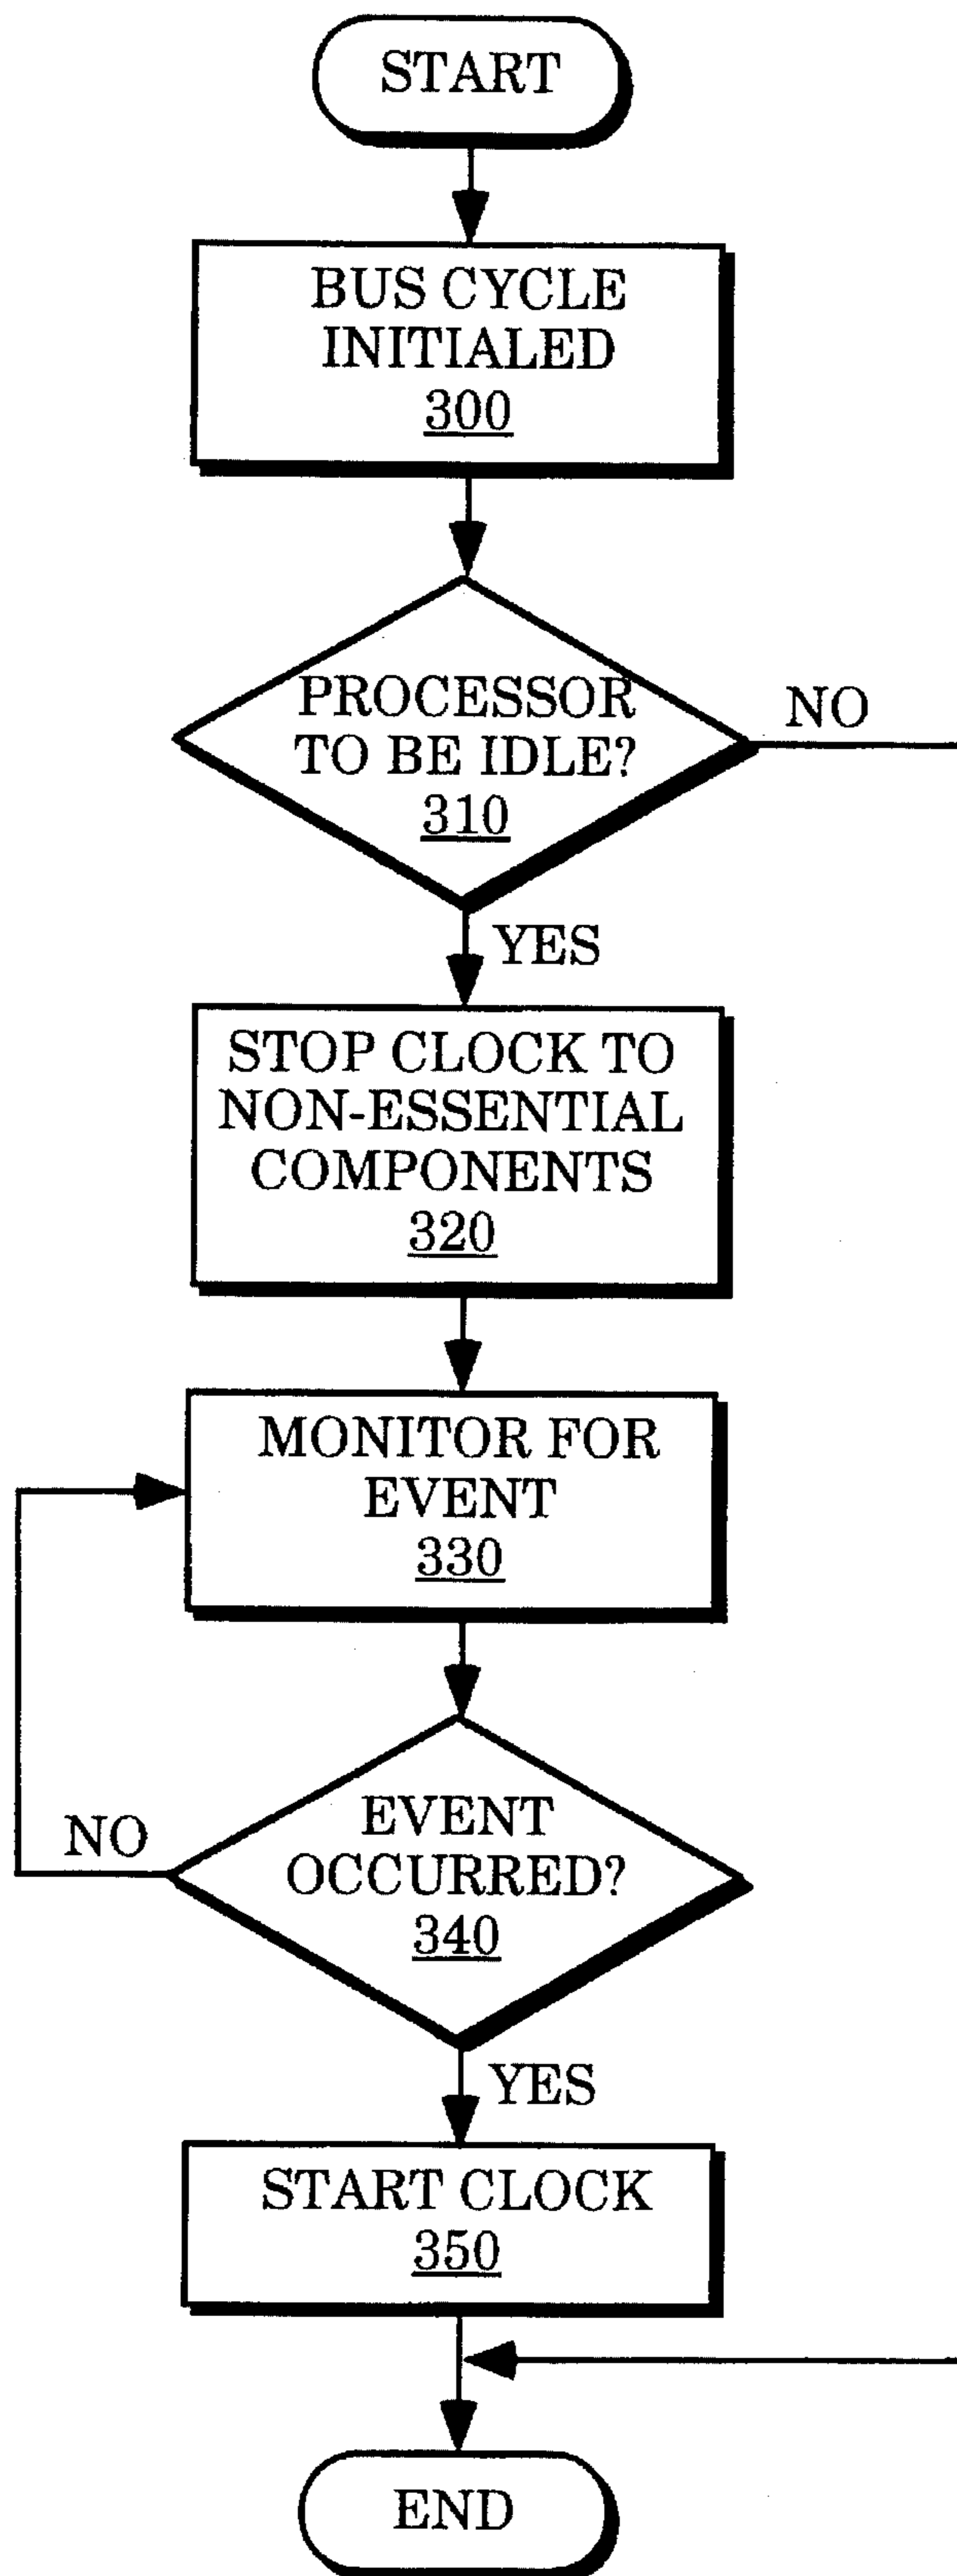 START
BUS CYCLE
INITIALED
300
PROCESSOR
TO BE IDLE?
310
NO
YES
STOP CLOCK TO
NON-ESSENTIAL
COMPONENTS
320
MONITOR FOR
EVENT
330
EVENT
OCCURRED?
340
NO
YES
START CLOCK
350
END